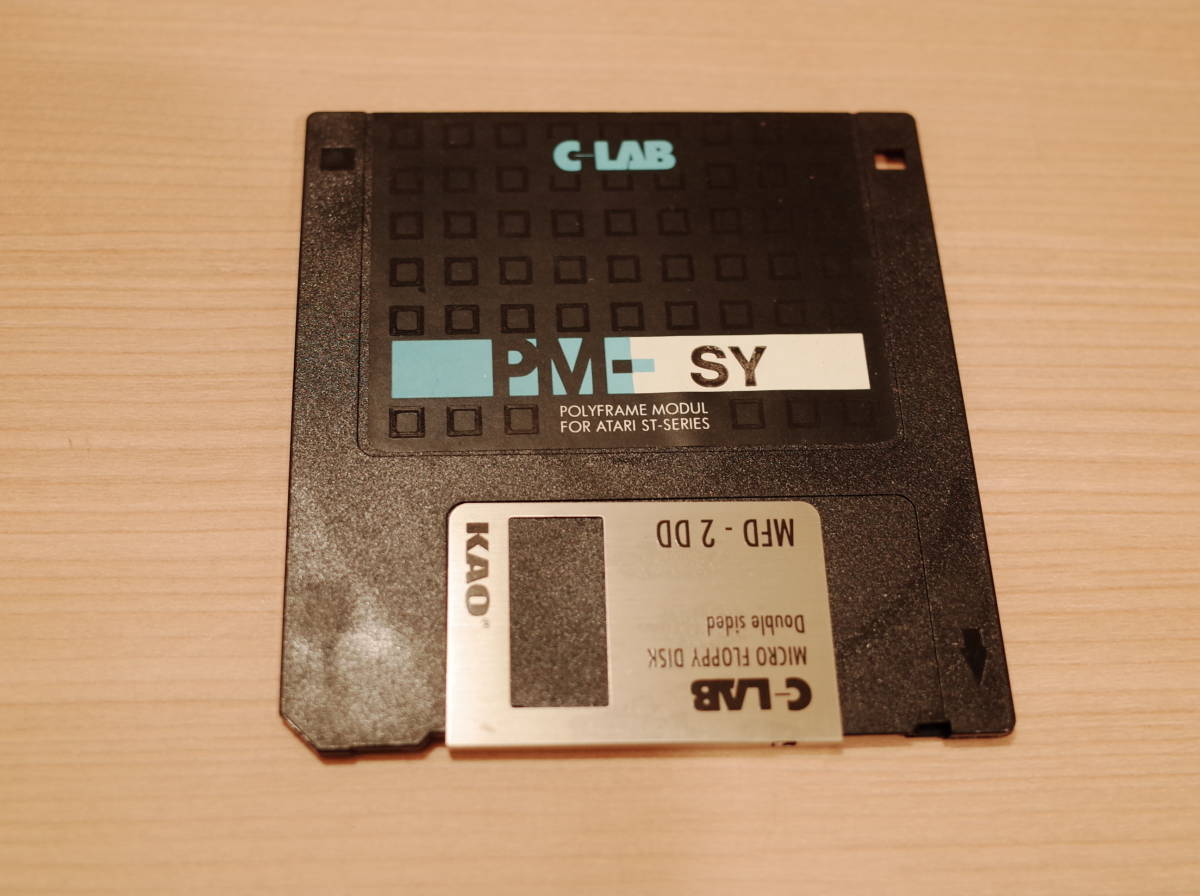 C-LAB
PM- SY
POLYFRAME MODUL
FOR ATARI ST-SERIES
KAO®
MFD - 2 DD
Double sided
MICRO FLOPPY DISK
C-LAB